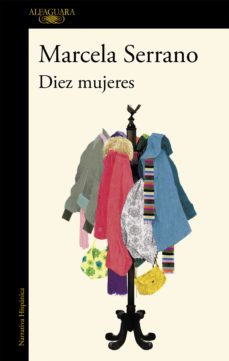 ALFAGUARA
Marcela Serrano
Diez mujeres
Narrativa Hispánica